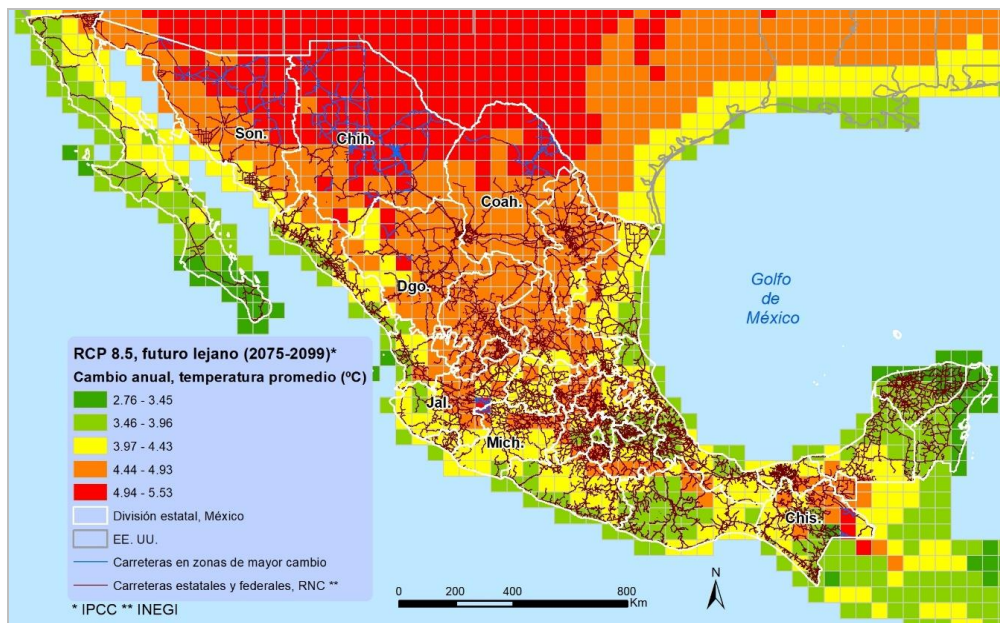 Son.
Chih.
Coah.
Dgo.
Golfo
de
México
Jal.
Mich.
Chis.
RCP 8.5, futuro lejano (2075-2099)*
Cambio anual, temperatura promedio (ºC)
2.76 - 3.45
3.46 - 3.96
3.97 - 4.43
4.44 - 4.93
4.94 - 5.53
División estatal, México
EE. UU.
Carreteras en zonas de mayor cambio
Carreteras estatales y federales, RNC **
* IPCC ** INEGI
0 200 400 800
Km
N